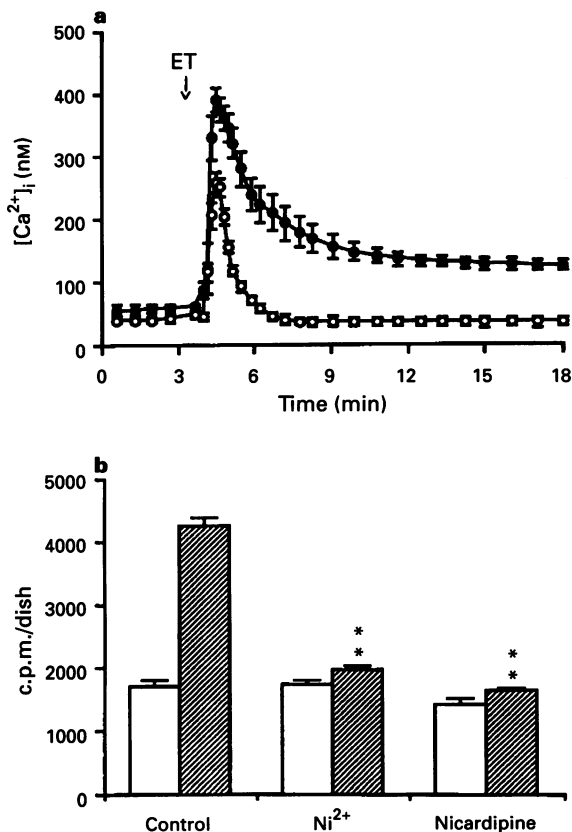 a
500
400
300
200
100
0
[Ca²⁺]ᵢ (nM)
ET
0 3 6 9 12 15 18
Time (min)
b
5000
4000
3000
2000
1000
0
c.p.m./dish
* *
* *
Control Ni²⁺ Nicardipine